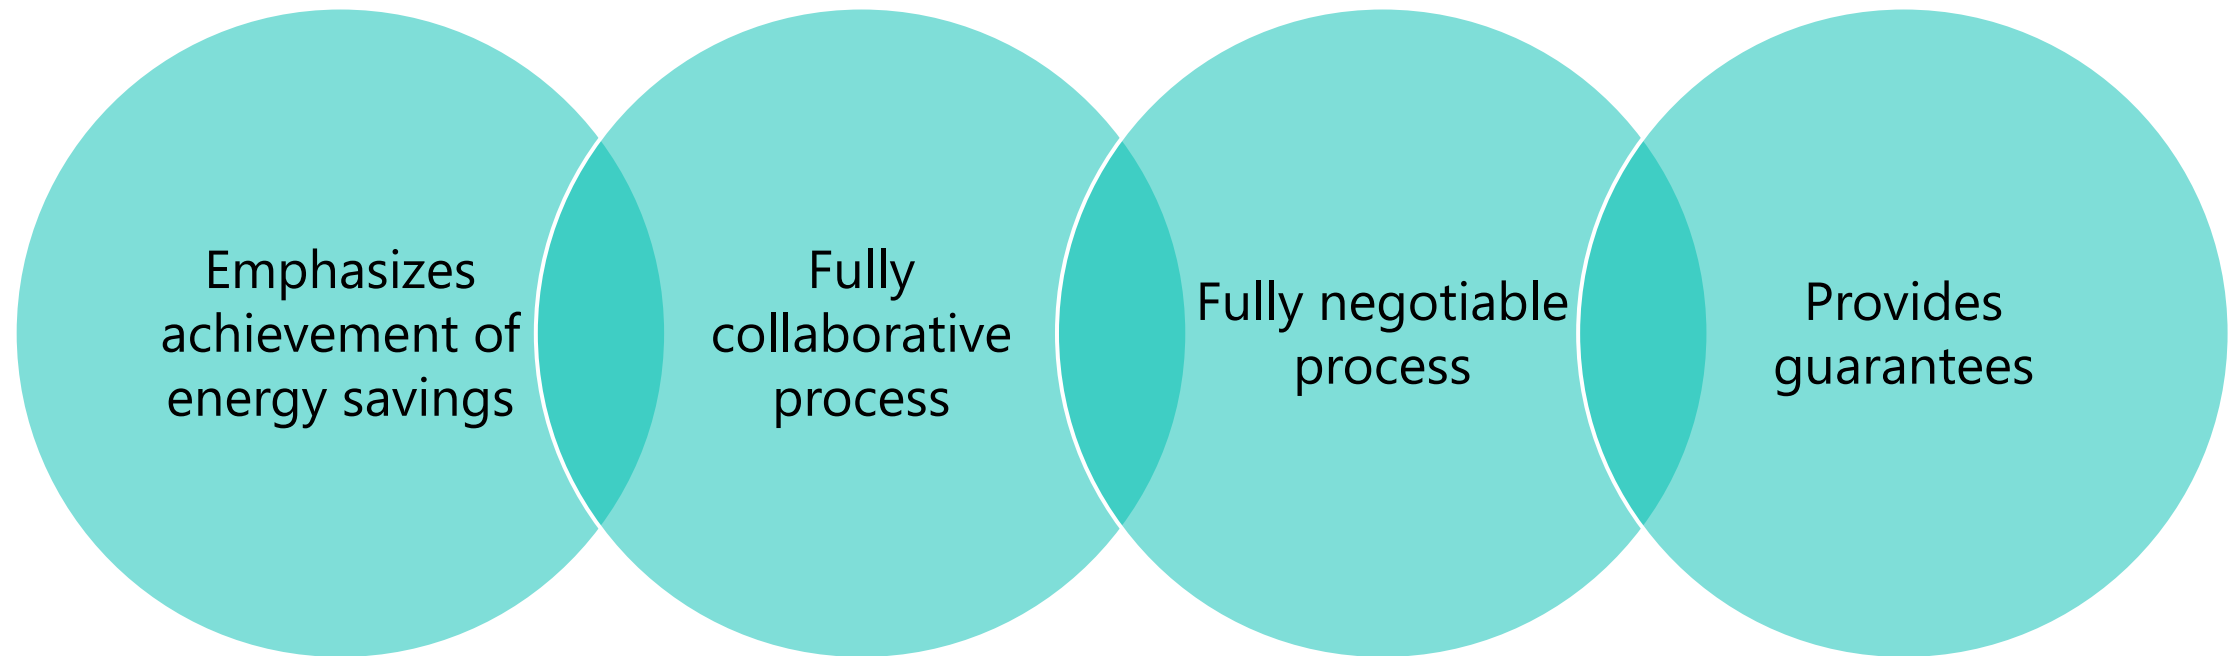 Emphasizes
achievement of
energy savings
Fully
collaborative
process
Fully negotiable
process
Provides
guarantees